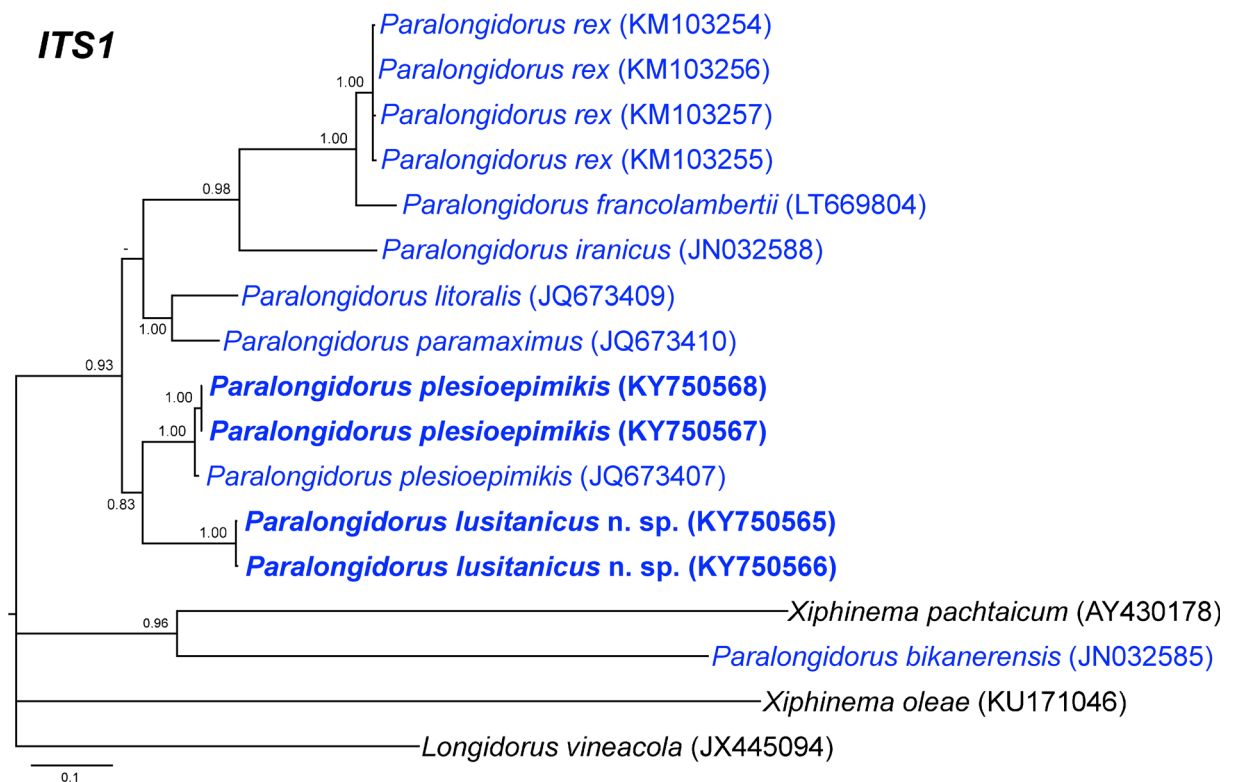 ITS1
Paralongidorus rex (KM103254)
Paralongidorus rex (KM103256)
1.00
Paralongidorus rex (KM103257)
1.00
Paralongidorus rex (KM103255)
0.98
Paralongidorus francolambertii (LT669804)
Paralongidorus iranicus (JN032588)
-
Paralongidorus litoralis (JQ673409)
1.00
Paralongidorus paramaximus (JQ673410)
0.93
Paralongidorus plesioepimikis (KY750568)
1.00
Paralongidorus plesioepimikis (KY750567)
1.00
Paralongidorus plesioepimikis (JQ673407)
0.83
Paralongidorus lusitanicus n. sp. (KY750565)
1.00
Paralongidorus lusitanicus n. sp. (KY750566)
Xiphinema pachtaicum (AY430178)
0.96
Paralongidorus bikanerensis (JN032585)
Xiphinema oleae (KU171046)
Longidorus vineacola (JX445094)
0.1